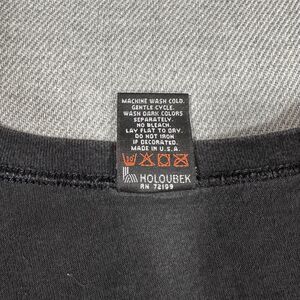 MACHINE WASH COLD.
GENTLE CYCLE.
WASH DARK COLORS
SEPARATELY.
NO BLEACH.
LAY FLAT TO DRY.
DO NOT IRON
IF DECORATED.
MADE IN U.S.A.
HOLOUBEK
RN 72199